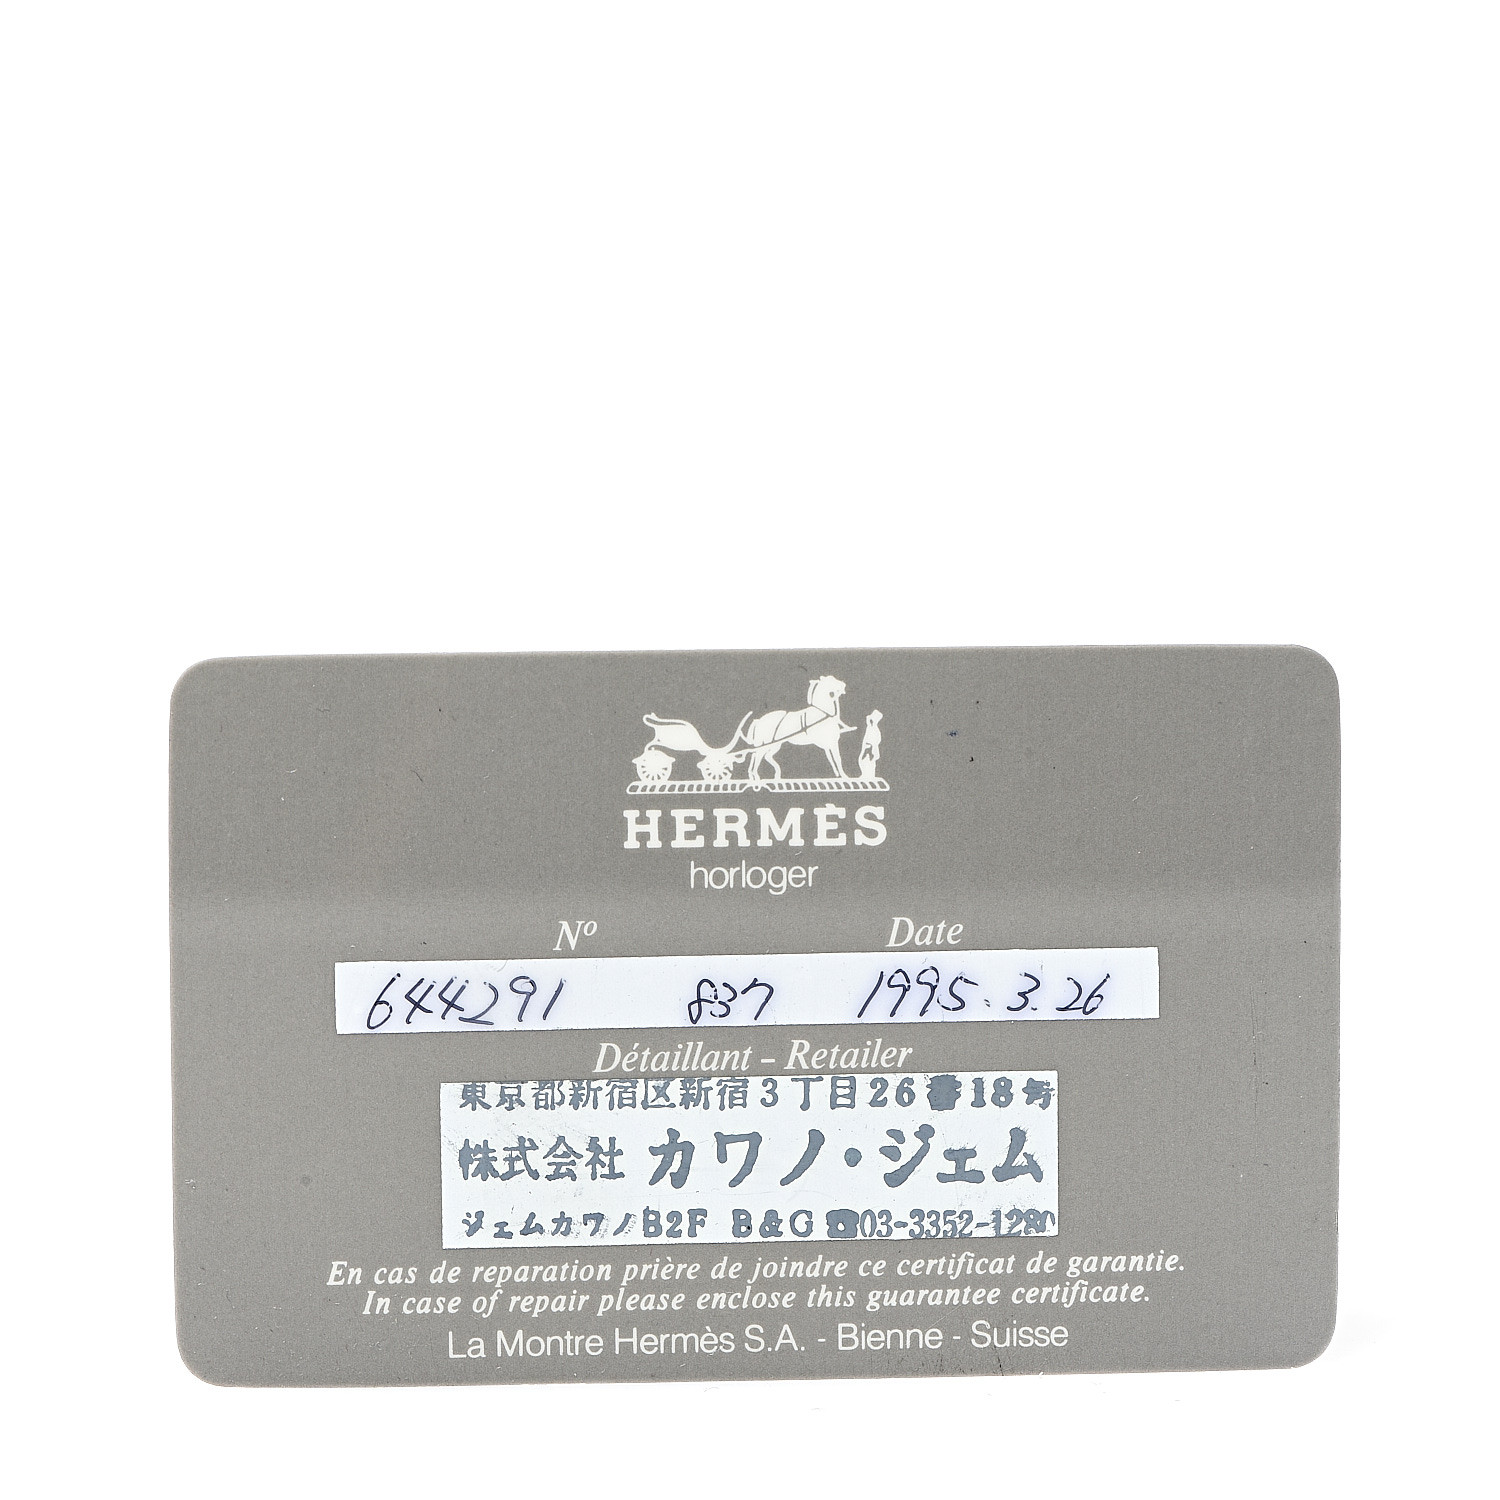 HERMÈS
horloger
Nº Date
644291 837 1995.3.26
Détaillant - Retailer
東京都新宿区新宿3丁目26番18号
株式会社 カワノ・ジェム
ジェムカワノB2F B&G ☎03-3352-1280
En cas de reparation prière de joindre ce certificat de garantie.
In case of repair please enclose this guarantee certificate.
La Montre Hermès S.A. - Bienne - Suisse